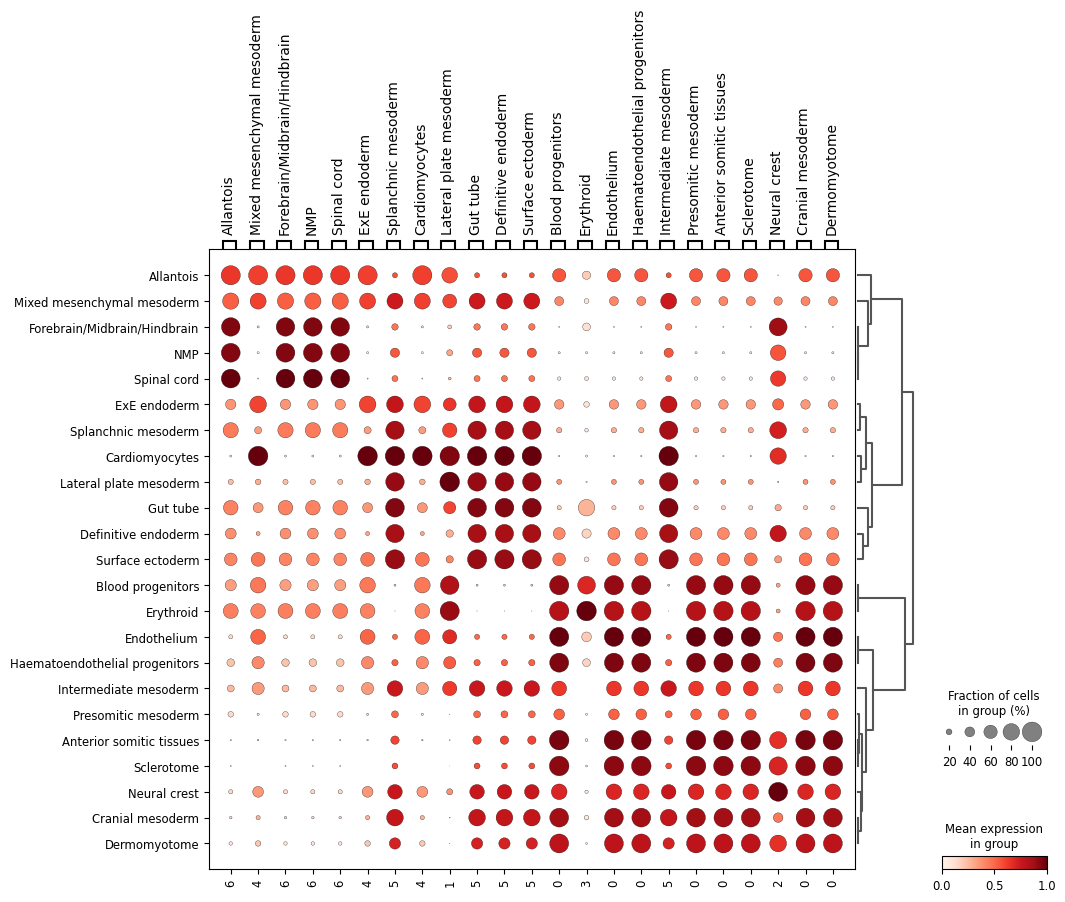 Allantois
Mixed mesenchymal mesoderm
Forebrain/Midbrain/Hindbrain
NMP
Spinal cord
ExE endoderm
Splanchnic mesoderm
Cardiomyocytes
Lateral plate mesoderm
Gut tube
Definitive endoderm
Surface ectoderm
Blood progenitors
Erythroid
Endothelium
Haematoendothelial progenitors
Intermediate mesoderm
Presomitic mesoderm
Anterior somitic tissues
Sclerotome
Neural crest
Cranial mesoderm
Dermomyotome
Allantois
Mixed mesenchymal mesoderm
Forebrain/Midbrain/Hindbrain
NMP
Spinal cord
ExE endoderm
Splanchnic mesoderm
Cardiomyocytes
Lateral plate mesoderm
Gut tube
Definitive endoderm
Surface ectoderm
Blood progenitors
Erythroid
Endothelium
Haematoendothelial progenitors
Intermediate mesoderm
Presomitic mesoderm
Anterior somitic tissues
Sclerotome
Neural crest
Cranial mesoderm
Dermomyotome
6 4 6 6 6 4 5 4 1 5 5 5 0 3 0 0 5 0 0 0 2 0 0
Fraction of cells
in group (%)
20 40 60 80 100
Mean expression
in group
0.0 0.5 1.0